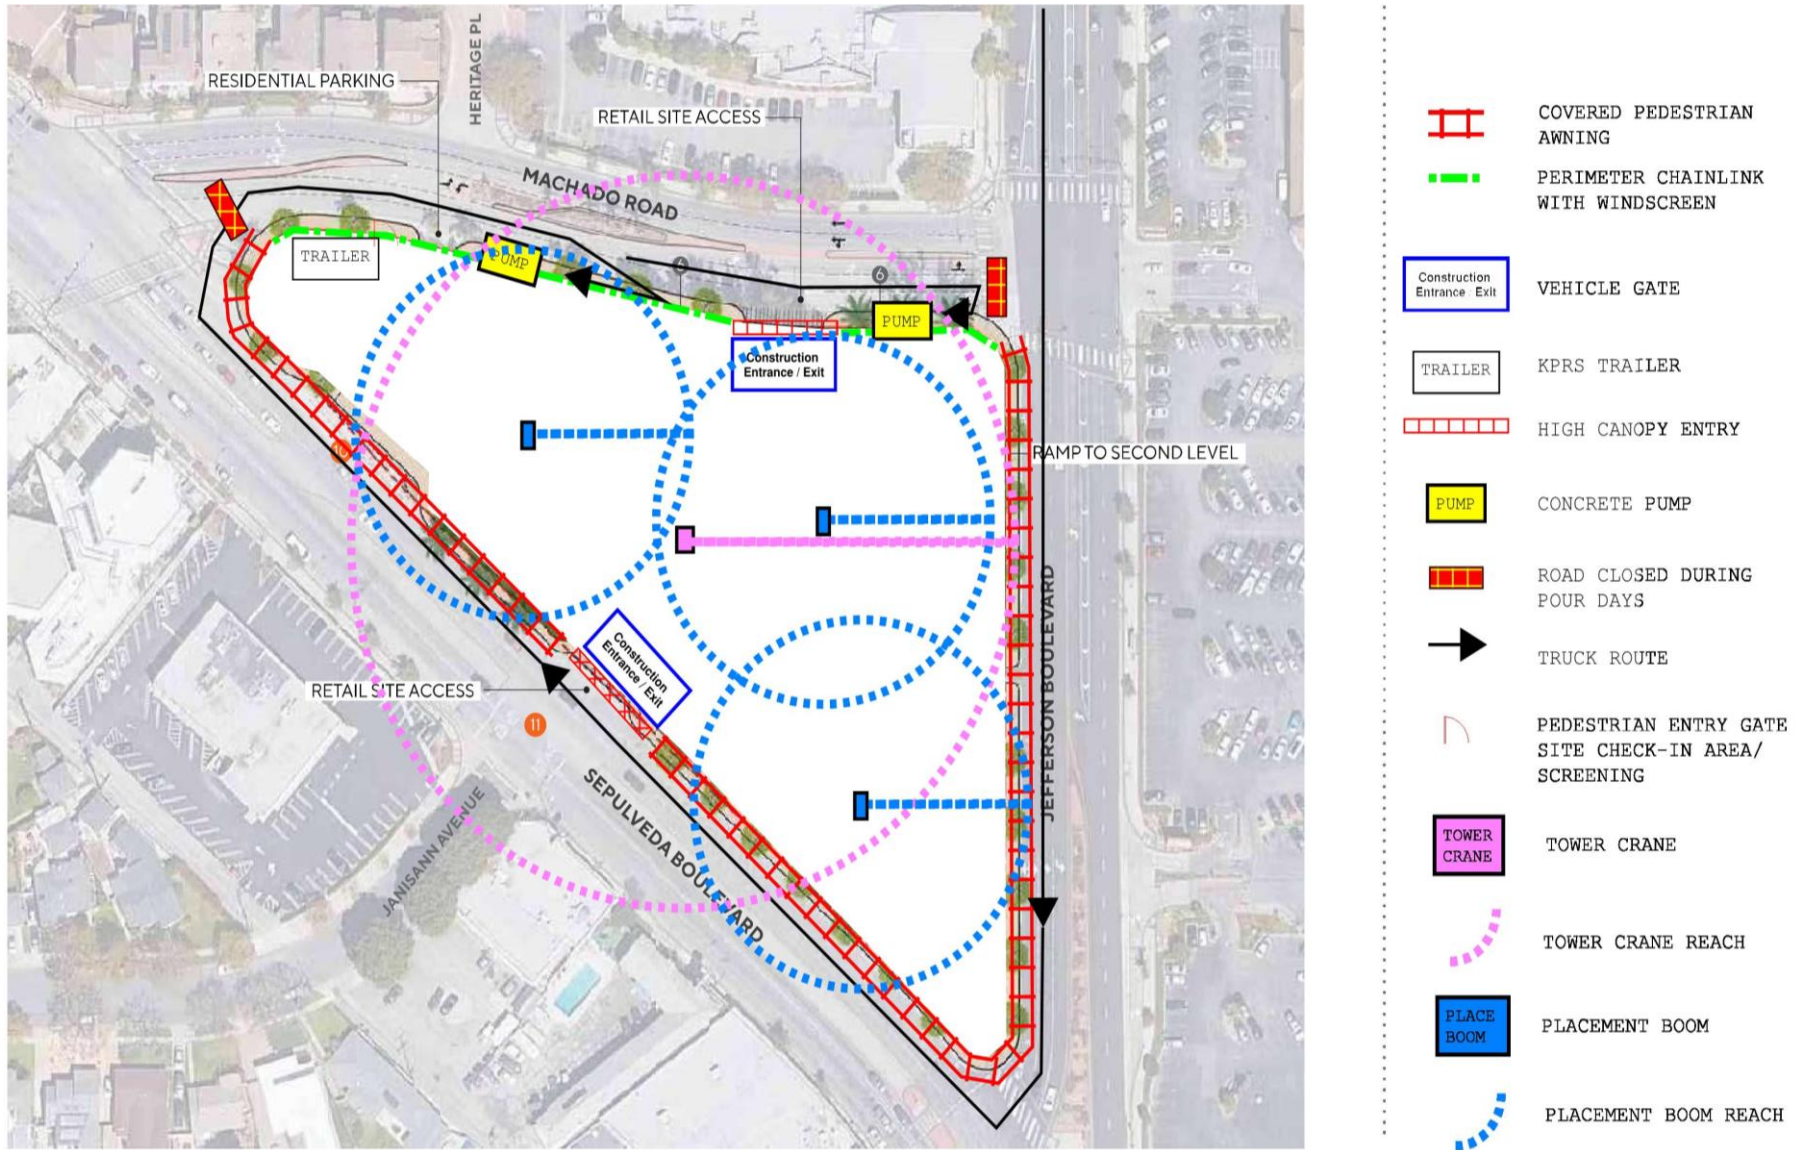 HERITAGE PL
RESIDENTIAL PARKING
RETAIL SITE ACCESS
MACHADO ROAD
TRAILER
PUMP
6
6
PUMP
Construction
Entrance / Exit
10
RAMP TO SECOND LEVEL
Construction
Entrance / Exit
RETAIL SITE ACCESS
11
JEFFERSON BOULEVARD
SEPULVEDA BOULEVARD
JANISANN AVENUE
COVERED PEDESTRIAN
AWNING
PERIMETER CHAINLINK
WITH WINDSCREEN
Construction
Entrance Exit
VEHICLE GATE
TRAILER
KPRS TRAILER
HIGH CANOPY ENTRY
PUMP
CONCRETE PUMP
ROAD CLOSED DURING
POUR DAYS
TRUCK ROUTE
PEDESTRIAN ENTRY GATE
SITE CHECK-IN AREA/
SCREENING
TOWER
CRANE
TOWER CRANE
TOWER CRANE REACH
PLACE
BOOM
PLACEMENT BOOM
PLACEMENT BOOM REACH